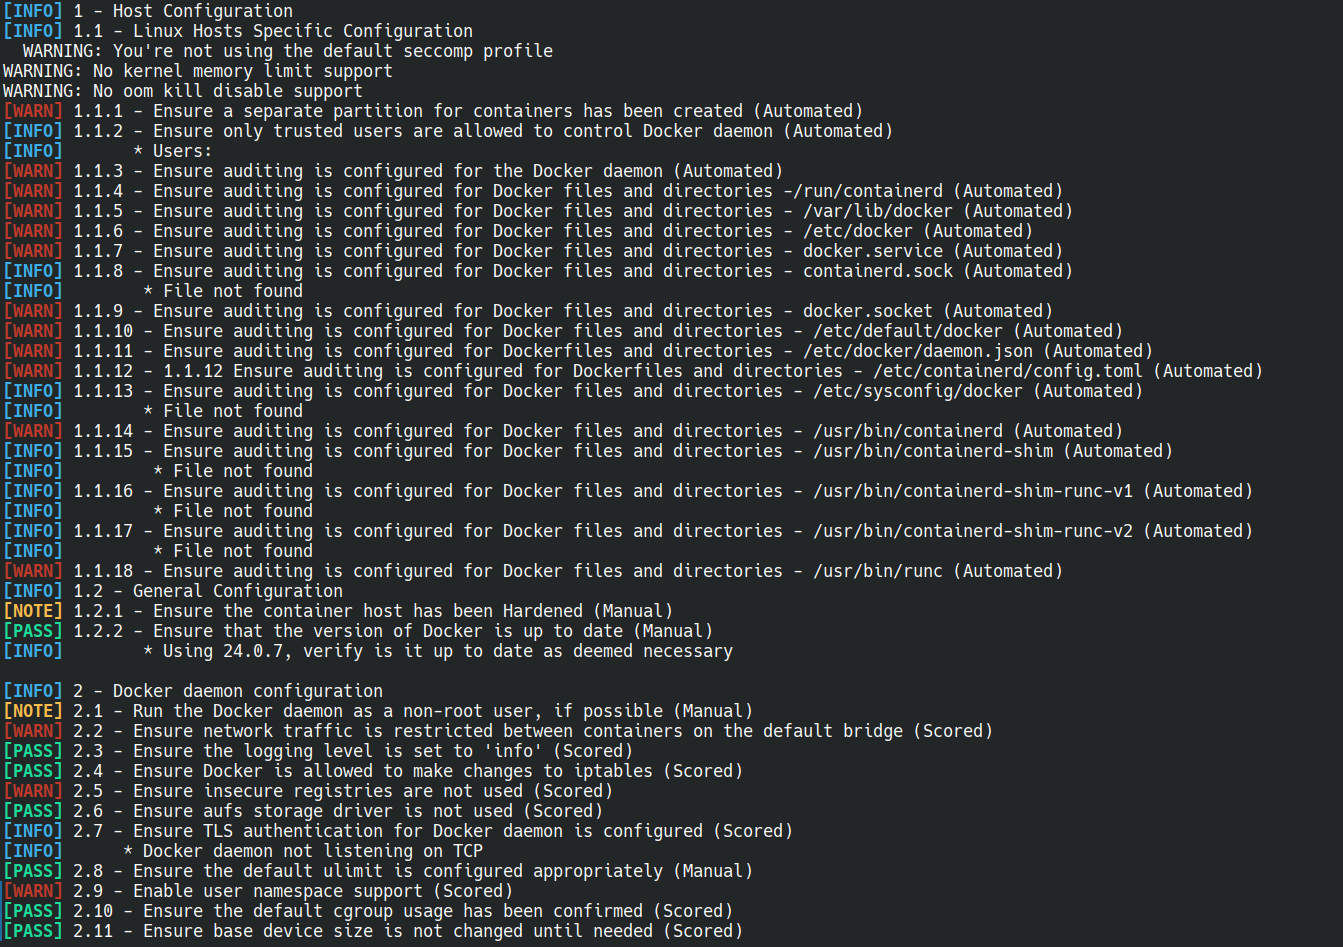 [INFO] 1 - Host Configuration
[INFO] 1.1 - Linux Hosts Specific Configuration
  WARNING: You're not using the default seccomp profile
WARNING: No kernel memory limit support
WARNING: No oom kill disable support
[WARN] 1.1.1 - Ensure a separate partition for containers has been created (Automated)
[INFO] 1.1.2 - Ensure only trusted users are allowed to control Docker daemon (Automated)
[INFO]       * Users:
[WARN] 1.1.3 - Ensure auditing is configured for the Docker daemon (Automated)
[WARN] 1.1.4 - Ensure auditing is configured for Docker files and directories -/run/containerd (Automated)
[WARN] 1.1.5 - Ensure auditing is configured for Docker files and directories - /var/lib/docker (Automated)
[WARN] 1.1.6 - Ensure auditing is configured for Docker files and directories - /etc/docker (Automated)
[WARN] 1.1.7 - Ensure auditing is configured for Docker files and directories - docker.service (Automated)
[INFO] 1.1.8 - Ensure auditing is configured for Docker files and directories - containerd.sock (Automated)
[INFO]        * File not found
[WARN] 1.1.9 - Ensure auditing is configured for Docker files and directories - docker.socket (Automated)
[WARN] 1.1.10 - Ensure auditing is configured for Docker files and directories - /etc/default/docker (Automated)
[WARN] 1.1.11 - Ensure auditing is configured for Dockerfiles and directories - /etc/docker/daemon.json (Automated)
[WARN] 1.1.12 - 1.1.12 Ensure auditing is configured for Dockerfiles and directories - /etc/containerd/config.toml (Automated)
[INFO] 1.1.13 - Ensure auditing is configured for Docker files and directories - /etc/sysconfig/docker (Automated)
[INFO]        * File not found
[WARN] 1.1.14 - Ensure auditing is configured for Docker files and directories - /usr/bin/containerd (Automated)
[INFO] 1.1.15 - Ensure auditing is configured for Docker files and directories - /usr/bin/containerd-shim (Automated)
[INFO]         * File not found
[INFO] 1.1.16 - Ensure auditing is configured for Docker files and directories - /usr/bin/containerd-shim-runc-v1 (Automated)
[INFO]         * File not found
[INFO] 1.1.17 - Ensure auditing is configured for Docker files and directories - /usr/bin/containerd-shim-runc-v2 (Automated)
[INFO]         * File not found
[WARN] 1.1.18 - Ensure auditing is configured for Docker files and directories - /usr/bin/runc (Automated)
[INFO] 1.2 - General Configuration
[NOTE] 1.2.1 - Ensure the container host has been Hardened (Manual)
[PASS] 1.2.2 - Ensure that the version of Docker is up to date (Manual)
[INFO]        * Using 24.0.7, verify is it up to date as deemed necessary

[INFO] 2 - Docker daemon configuration
[NOTE] 2.1 - Run the Docker daemon as a non-root user, if possible (Manual)
[WARN] 2.2 - Ensure network traffic is restricted between containers on the default bridge (Scored)
[PASS] 2.3 - Ensure the logging level is set to 'info' (Scored)
[PASS] 2.4 - Ensure Docker is allowed to make changes to iptables (Scored)
[WARN] 2.5 - Ensure insecure registries are not used (Scored)
[PASS] 2.6 - Ensure aufs storage driver is not used (Scored)
[INFO] 2.7 - Ensure TLS authentication for Docker daemon is configured (Scored)
[INFO]      * Docker daemon not listening on TCP
[PASS] 2.8 - Ensure the default ulimit is configured appropriately (Manual)
[WARN] 2.9 - Enable user namespace support (Scored)
[PASS] 2.10 - Ensure the default cgroup usage has been confirmed (Scored)
[PASS] 2.11 - Ensure base device size is not changed until needed (Scored)